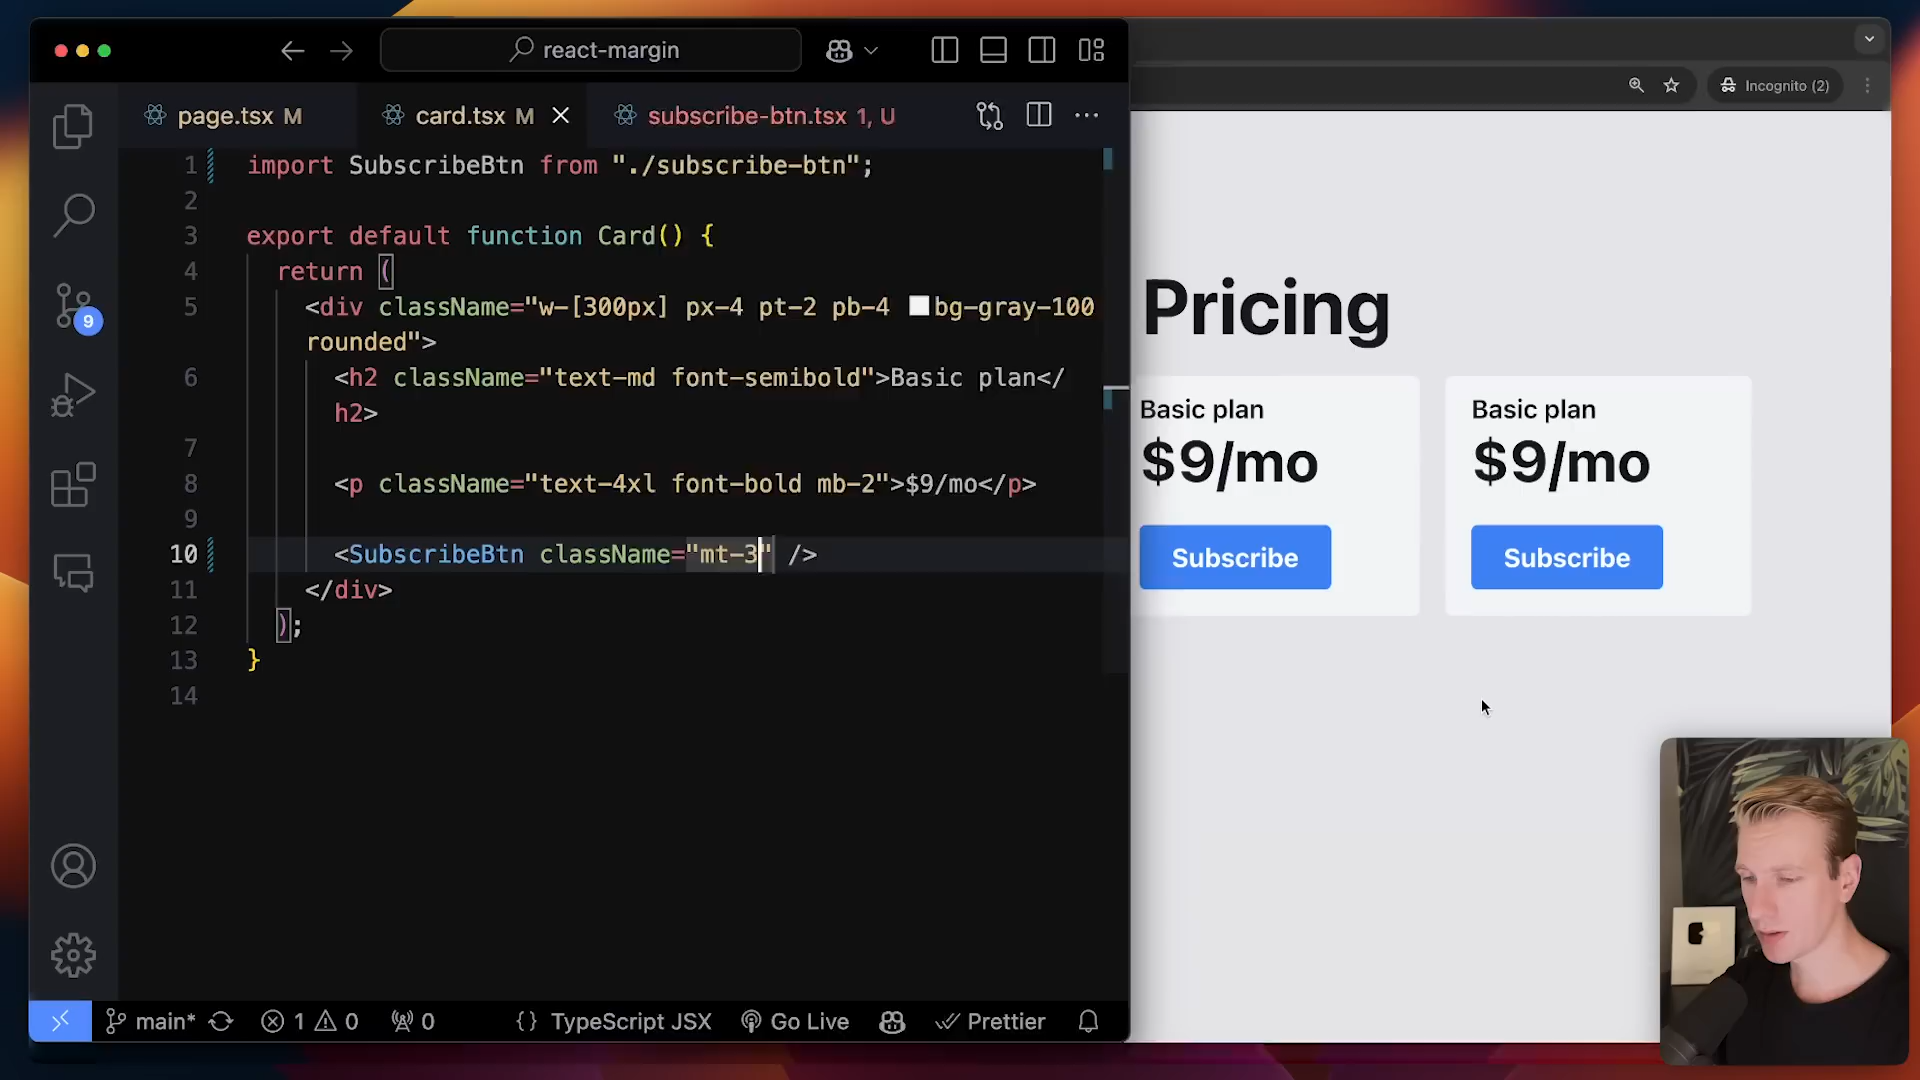 react-margin
page.tsx M
card.tsx M
subscribe-btn.tsx 1, U
Incognito (2)
1 import SubscribeBtn from "./subscribe-btn";
2
3 export default function Card() {
4 return (
5 <div className="w-[300px] px-4 pt-2 pb-4 bg-gray-100
rounded">
6 <h2 className="text-md font-semibold">Basic plan</
h2>
7
8 <p className="text-4xl font-bold mb-2">$9/mo</p>
9
10 <SubscribeBtn className="mt-3" />
11 </div>
12 );
13 }
14
9
main*
1
0
0
{} TypeScript JSX
Go Live
Prettier
Pricing
Basic plan
$9/mo
Subscribe
Basic plan
$9/mo
Subscribe